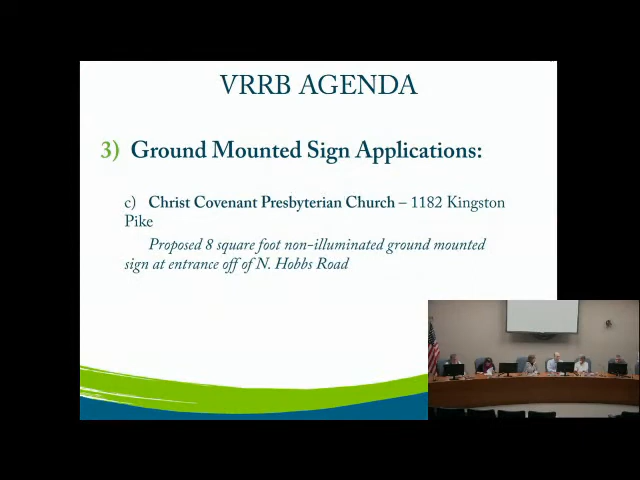 VRRB AGENDA
3) Ground Mounted Sign Applications:
c) Christ Covenant Presbyterian Church – 1182 Kingston
Pike
Proposed 8 square foot non-illuminated ground mounted
sign at entrance off of N. Hobbs Road